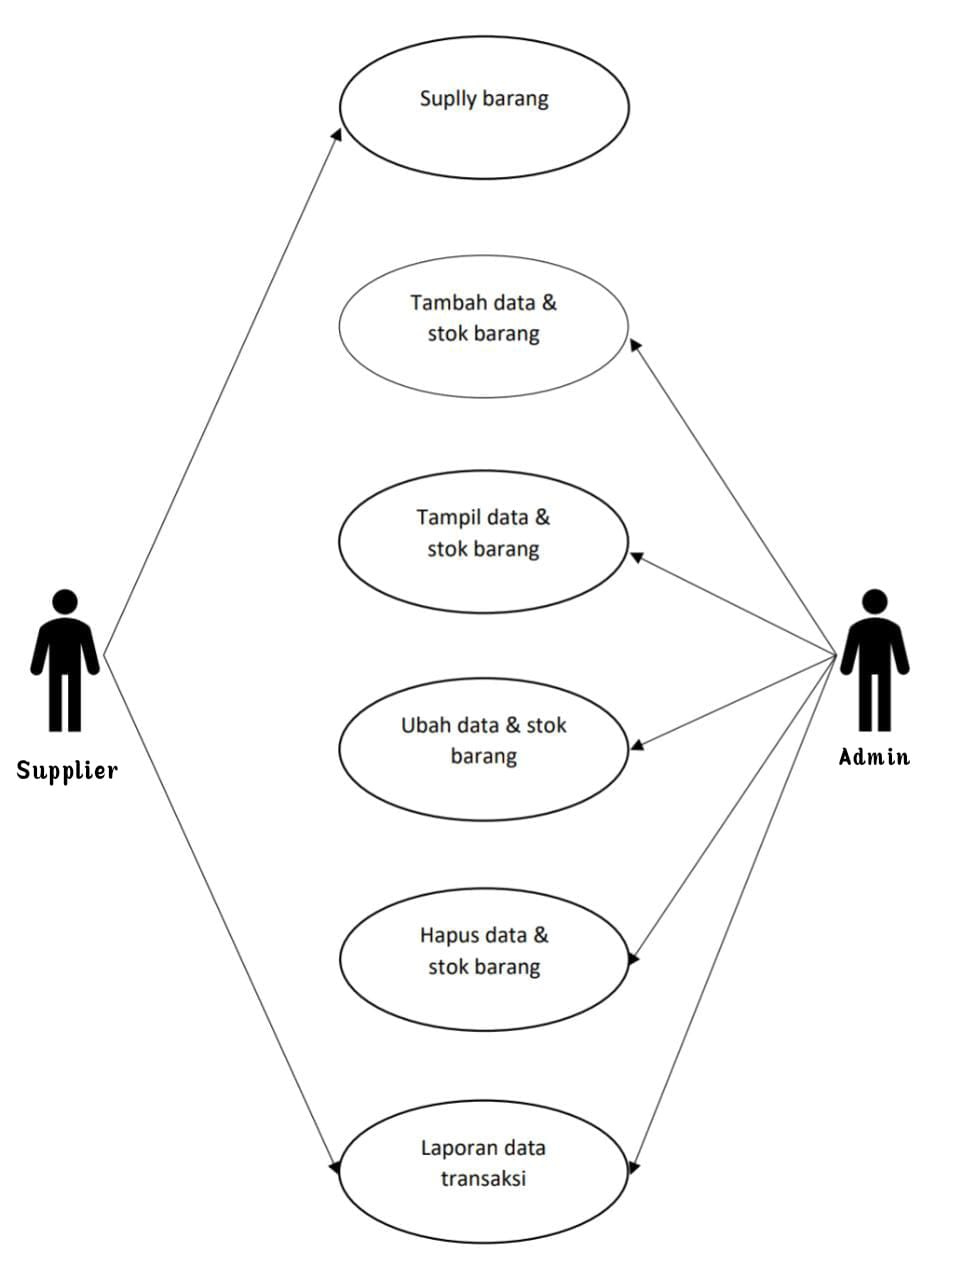 Suplly barang
Tambah data &
stok barang
Tampil data &
stok barang
Ubah data & stok
barang
Supplier
Admin
Hapus data &
stok barang
Laporan data
transaksi